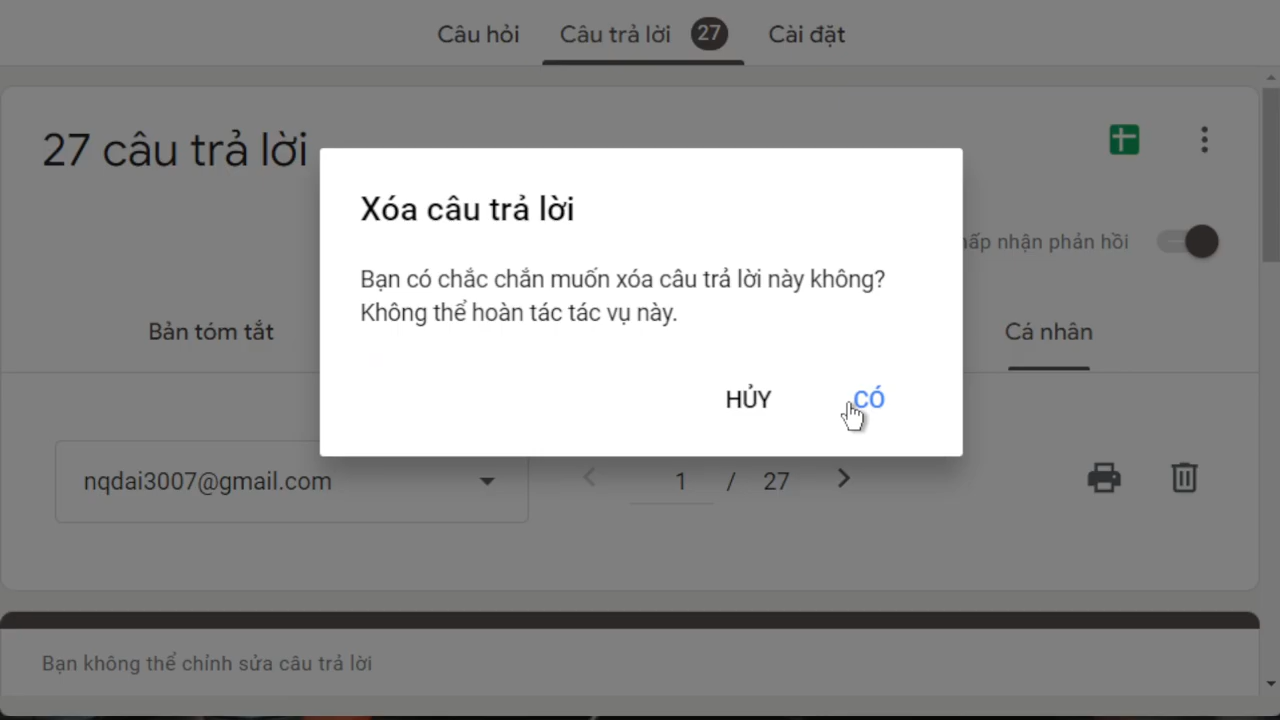 Câu hỏi Câu trả lời 27 Cài đặt
27 câu trả lời
Xóa câu trả lời
hấp nhận phản hồi
Bạn có chắc chắn muốn xóa câu trả lời này không?
Không thể hoàn tác tác vụ này.
Bản tóm tắt Cá nhân
HỦY CÓ
nqdai3007@gmail.com 1 / 27
Bạn không thể chỉnh sửa câu trả lời